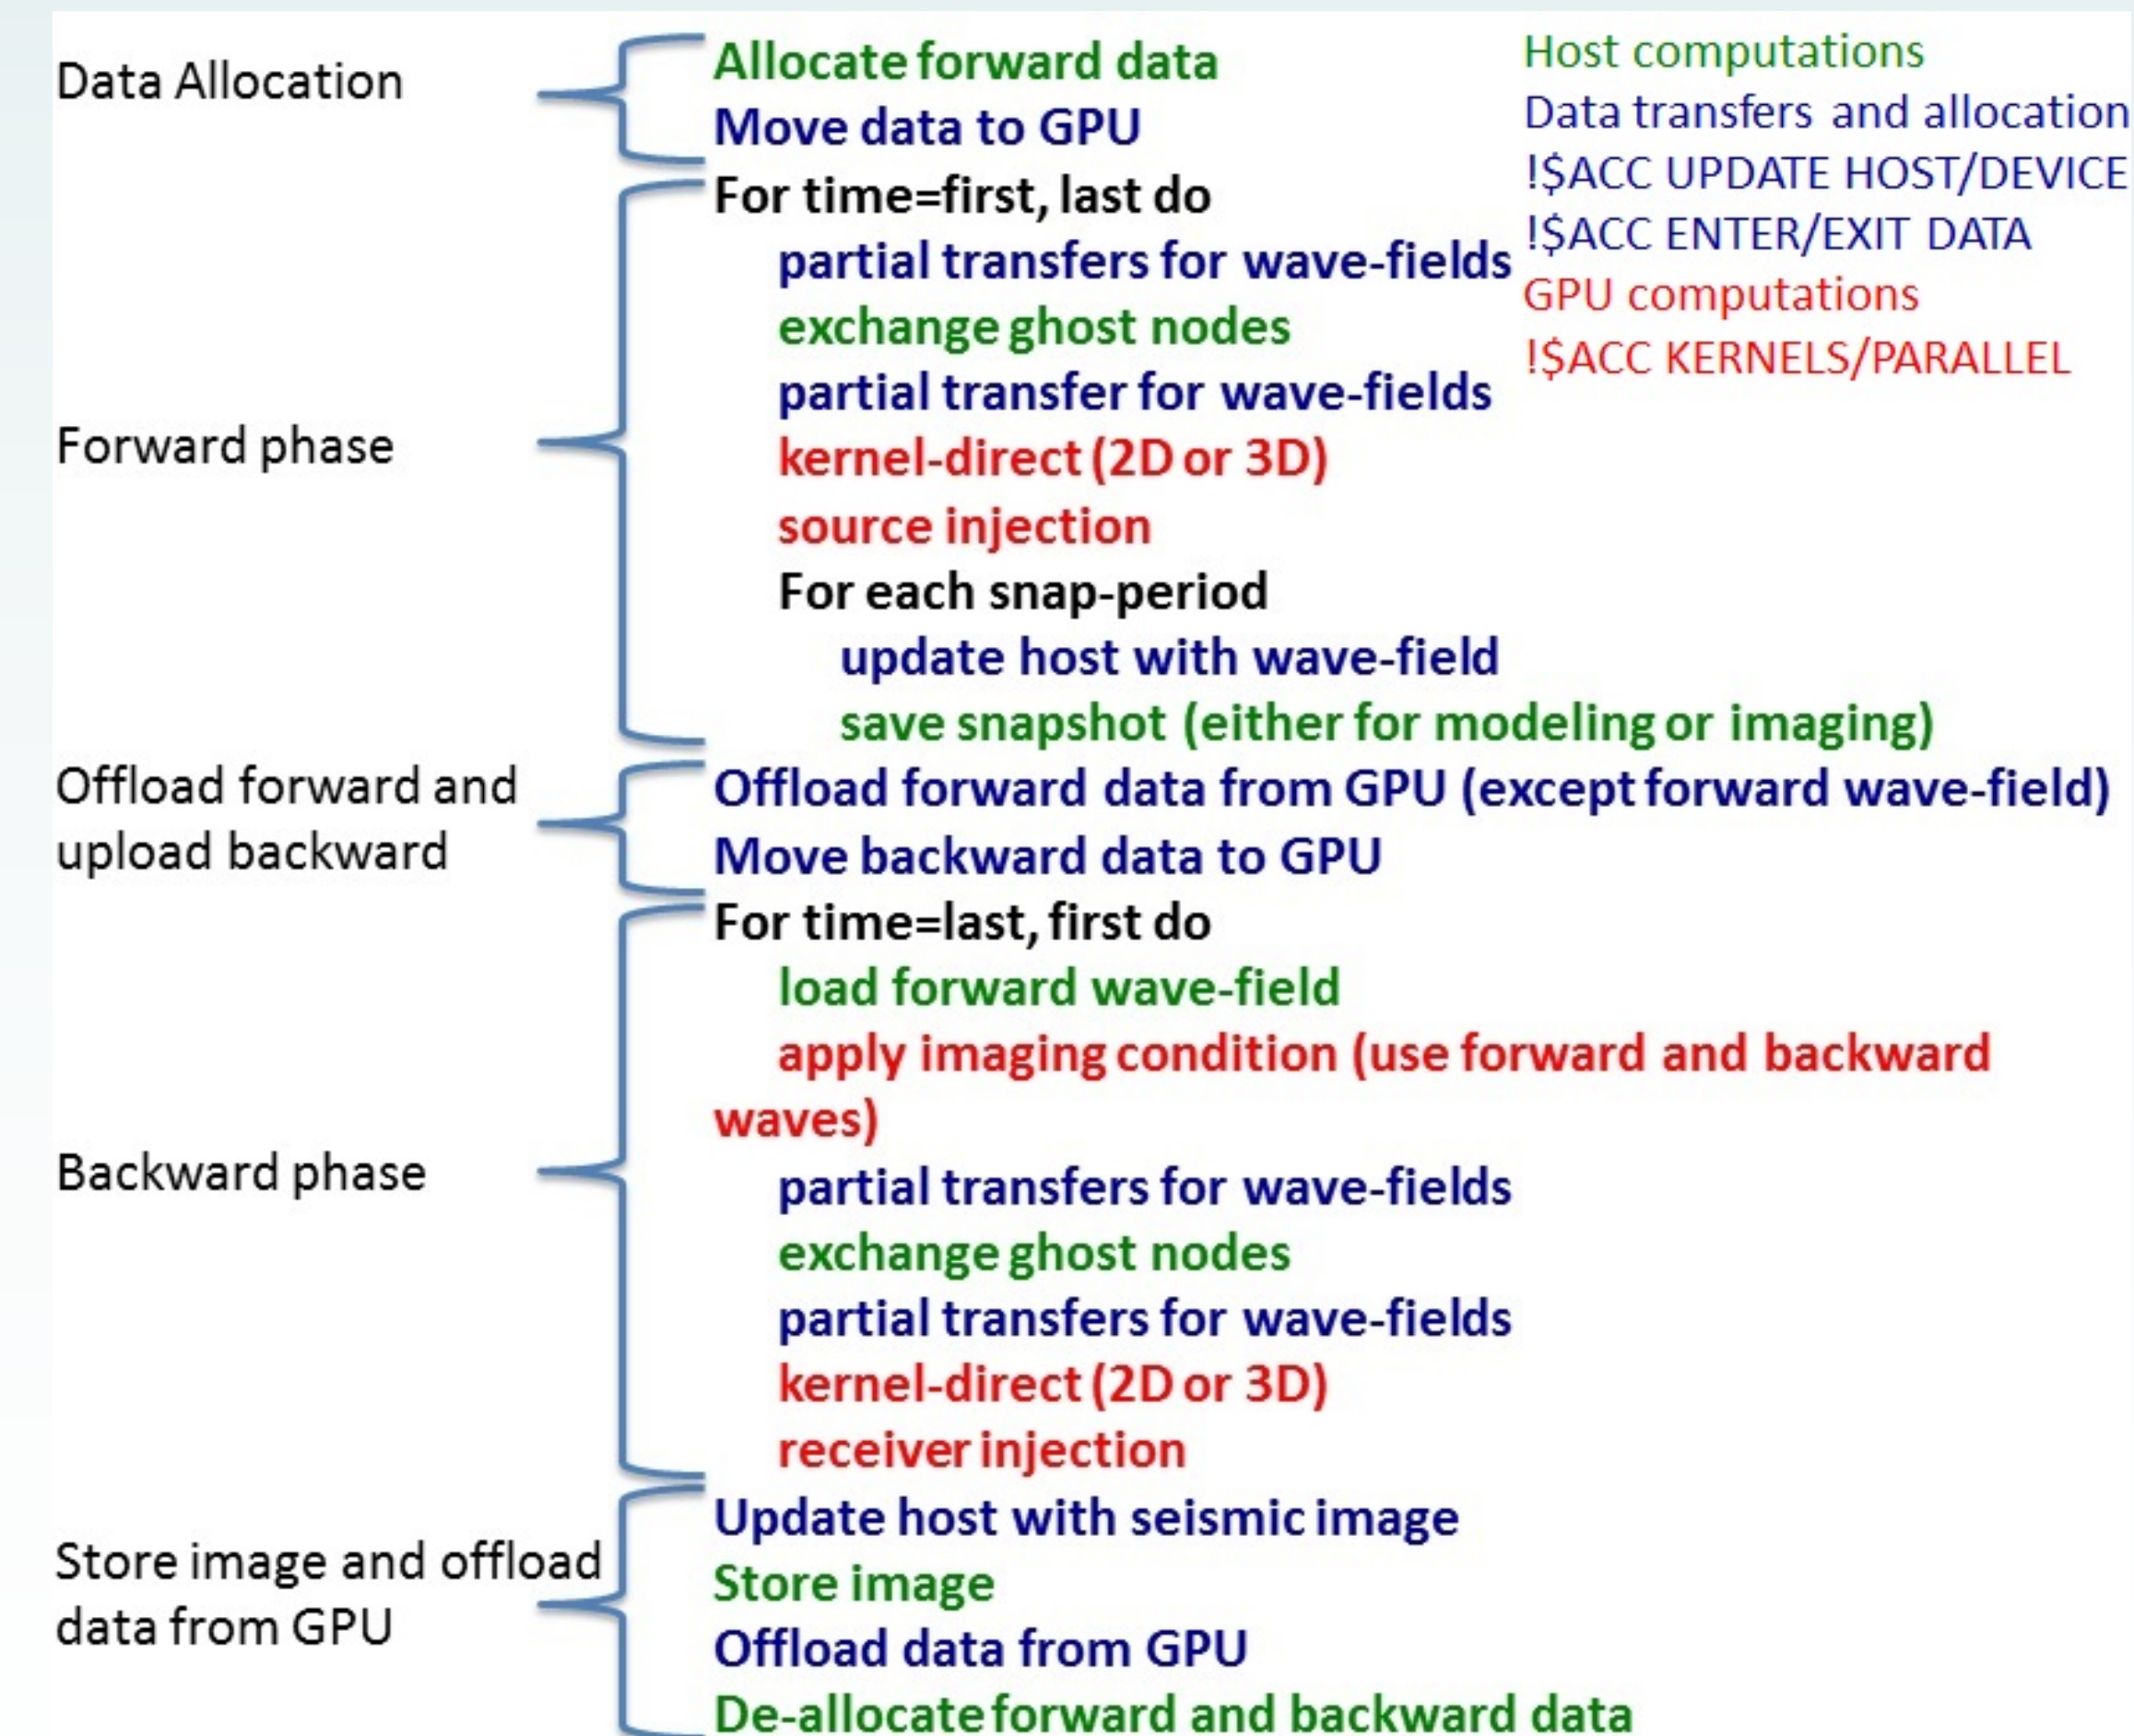 Data Allocation
Allocate forward data
Move data to GPU
Host computations
Data transfers and allocation
!$ACC UPDATE HOST/DEVICE
!$ACC ENTER/EXIT DATA
GPU computations
!$ACC KERNELS/PARALLEL
Forward phase
For time=first, last do
partial transfers for wave-fields
exchange ghost nodes
partial transfer for wave-fields
kernel-direct (2D or 3D)
source injection
For each snap-period
update host with wave-field
save snapshot (either for modeling or imaging)
Offload forward and
upload backward
Offload forward data from GPU (except forward wave-field)
Move backward data to GPU
Backward phase
For time=last, first do
load forward wave-field
apply imaging condition (use forward and backward
waves)
partial transfers for wave-fields
exchange ghost nodes
partial transfers for wave-fields
kernel-direct (2D or 3D)
receiver injection
Store image and offload
data from GPU
Update host with seismic image
Store image
Offload data from GPU
De-allocate forward and backward data